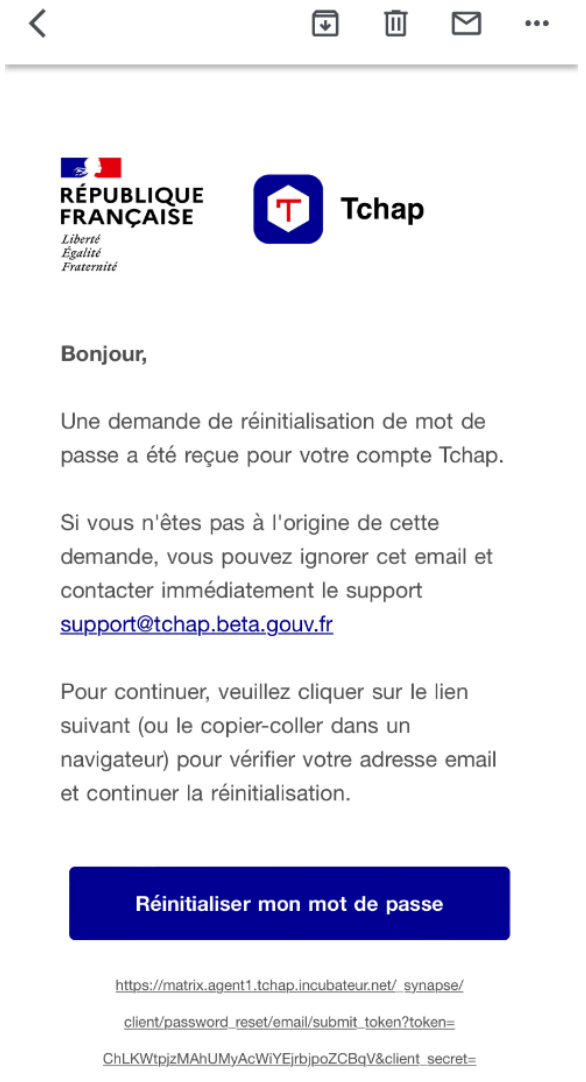 RÉPUBLIQUE
FRANÇAISE
Liberté
Égalité
Fraternité
Tchap
Bonjour,
Une demande de réinitialisation de mot de
passe a été reçue pour votre compte Tchap.
Si vous n'êtes pas à l'origine de cette
demande, vous pouvez ignorer cet email et
contacter immédiatement le support
support@tchap.beta.gouv.fr
Pour continuer, veuillez cliquer sur le lien
suivant (ou le copier-coller dans un
navigateur) pour vérifier votre adresse email
et continuer la réinitialisation.
Réinitialiser mon mot de passe
https://matrix.agent1.tchap.incubateur.net/_synapse/
client/password_reset/email/submit_token?token=
ChLKWtpjzMAhUMyAcWiYEjrbjpoZCBqV&client_secret=